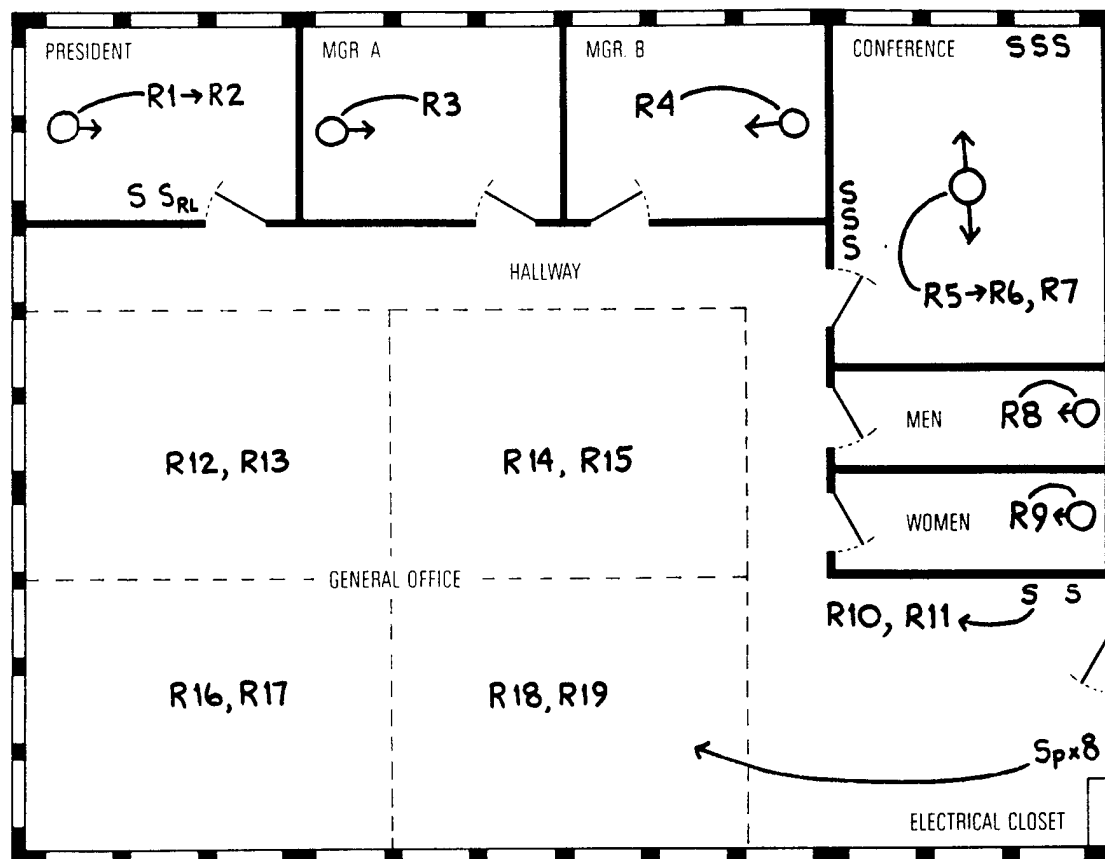 PRESIDENT
R1→R2
S S RL
MGR A
R3
MGR. B
R4
CONFERENCE
SSS
S
S
S
R5→R6, R7
HALLWAY
MEN
R8
WOMEN
R9
S S
R10, R11
R12, R13
R14, R15
GENERAL OFFICE
R16, R17
R18, R19
Spx8
ELECTRICAL CLOSET